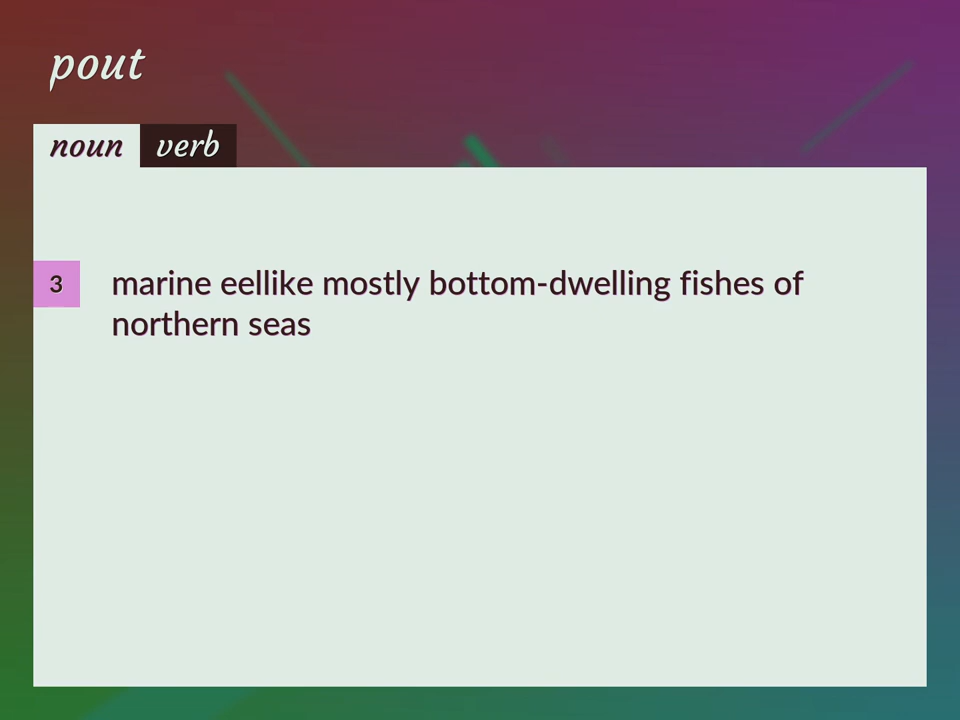 pout
noun verb
3 marine eellike mostly bottom-dwelling fishes of
northern seas